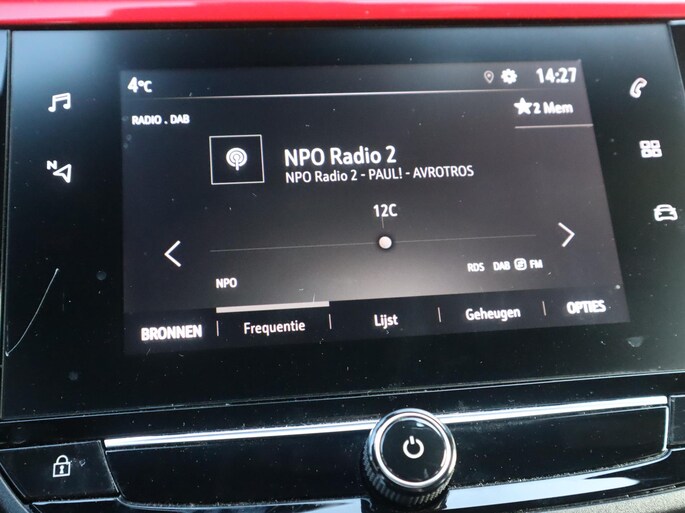 4°C
14:27
RADIO . DAB
2 Mem
N
NPO Radio 2
NPO Radio 2 - PAUL! - AVROTROS
12C
NPO
RDS DAB FM
BRONNEN Frequentie Lijst Geheugen OPTIES